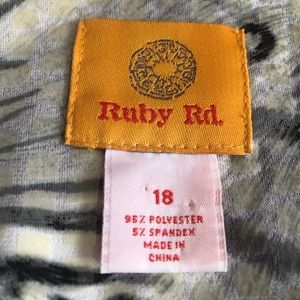 Ruby Rd.
18
95% POLYESTER
5% SPANDEX
MADE IN
CHINA